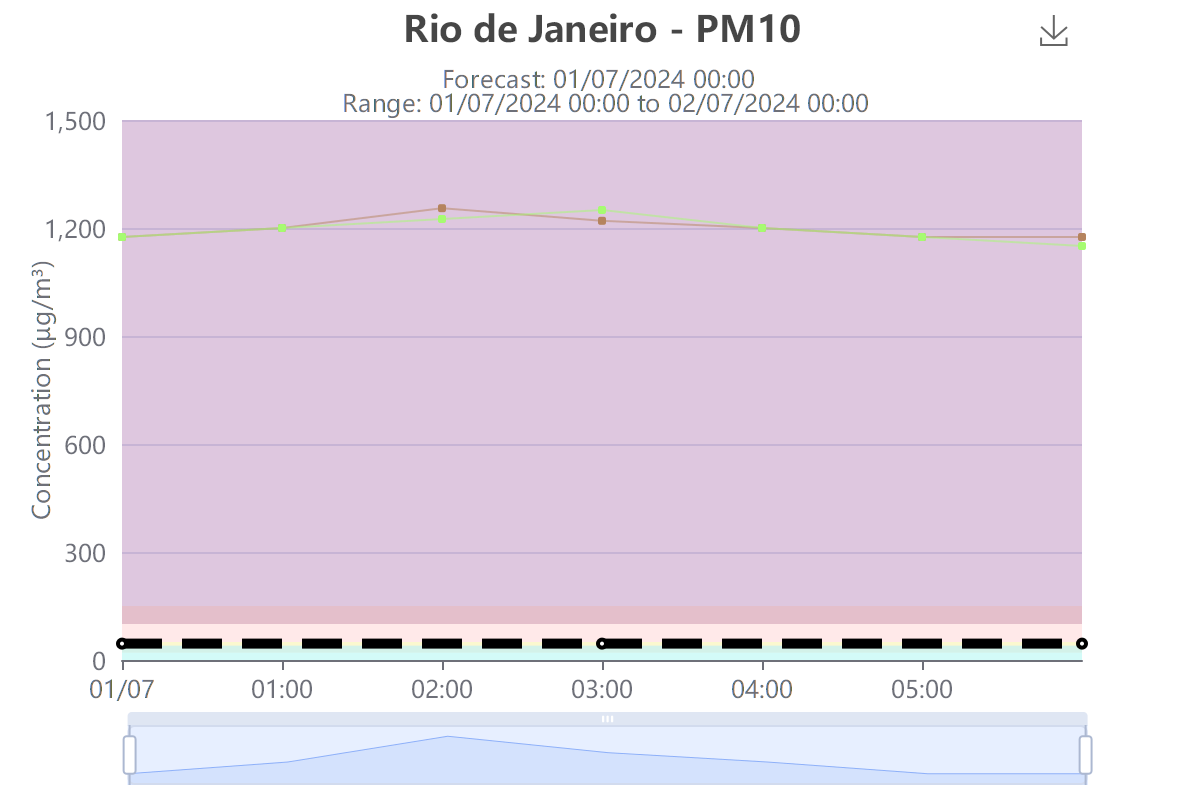 Rio de Janeiro - PM10
Forecast: 01/07/2024 00:00
Range: 01/07/2024 00:00 to 02/07/2024 00:00
Concentration (µg/m³)
1,500
1,200
900
600
300
0
01/07 01:00 02:00 03:00 04:00 05:00